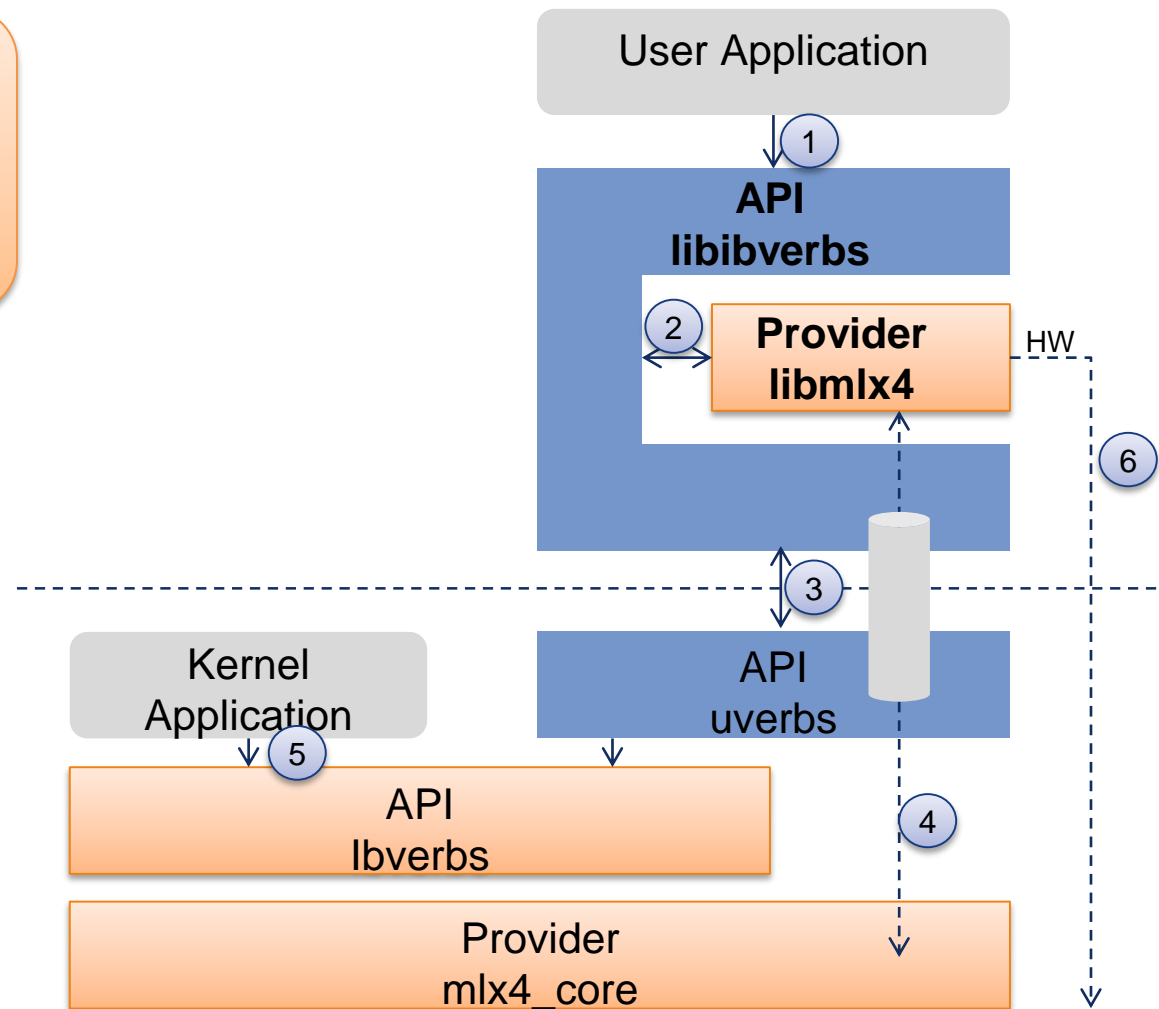 User Application
1
API
libibverbs
2
Provider
libmlx4
HW
6
3
Kernel
Application
API
uverbs
5
API
Ibverbs
4
Provider
mlx4_core